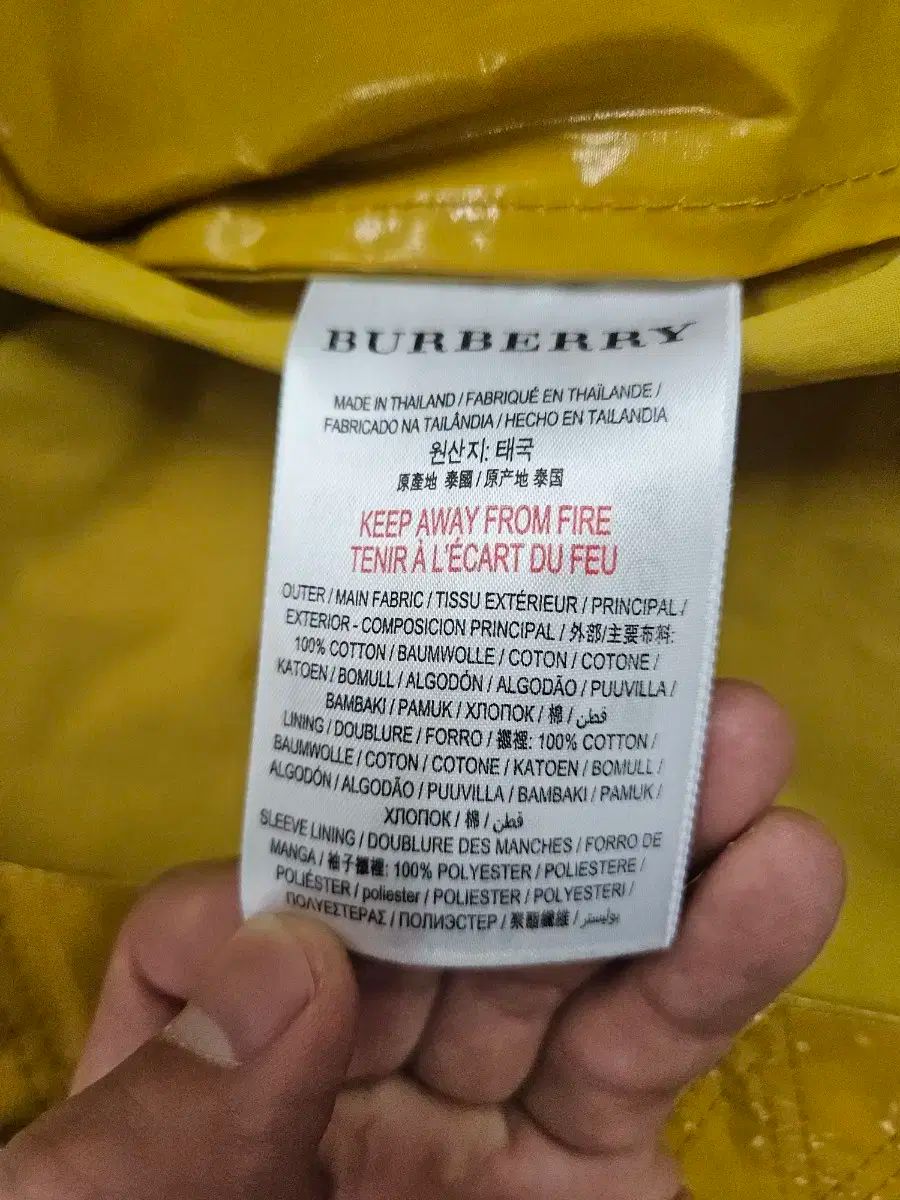 BURBERRY
MADE IN THAILAND / FABRIQUÉ EN THAÏLANDE /
FABRICADO NA TAILÂNDIA / HECHO EN TAILANDIA
원산지: 태국
原產地 泰國 / 原产地 泰国
KEEP AWAY FROM FIRE
TENIR À L'ÉCART DU FEU
OUTER / MAIN FABRIC / TISSU EXTÉRIEUR / PRINCIPAL /
EXTERIOR - COMPOSICION PRINCIPAL / 外部/主要布料:
100% COTTON / BAUMWOLLE / COTON / COTONE /
KATOEN / BOMULL / ALGODÓN / ALGODÃO / PUUVILLA /
BAMBAKI / PAMUK / ХЛОПОК / 棉 / قطن
LINING / DOUBLURE / FORRO / 襯裡: 100% COTTON /
BAUMWOLLE / COTON / COTONE / KATOEN / BOMULL /
ALGODÓN / ALGODÃO / PUUVILLA / BAMBAKI / PAMUK /
ХЛОПОК / 棉 / قطن
SLEEVE LINING / DOUBLURE DES MANCHES / FORRO DE
MANGA / 袖子襯裡: 100% POLYESTER / POLIESTERE /
POLIÉSTER / poliester / POLIESTER / POLYESTERI /
ΠΟΛΥΕΣΤΕΡΑΣ / ПОЛИЭСТЕР / 聚酯纖維 / بوليستر